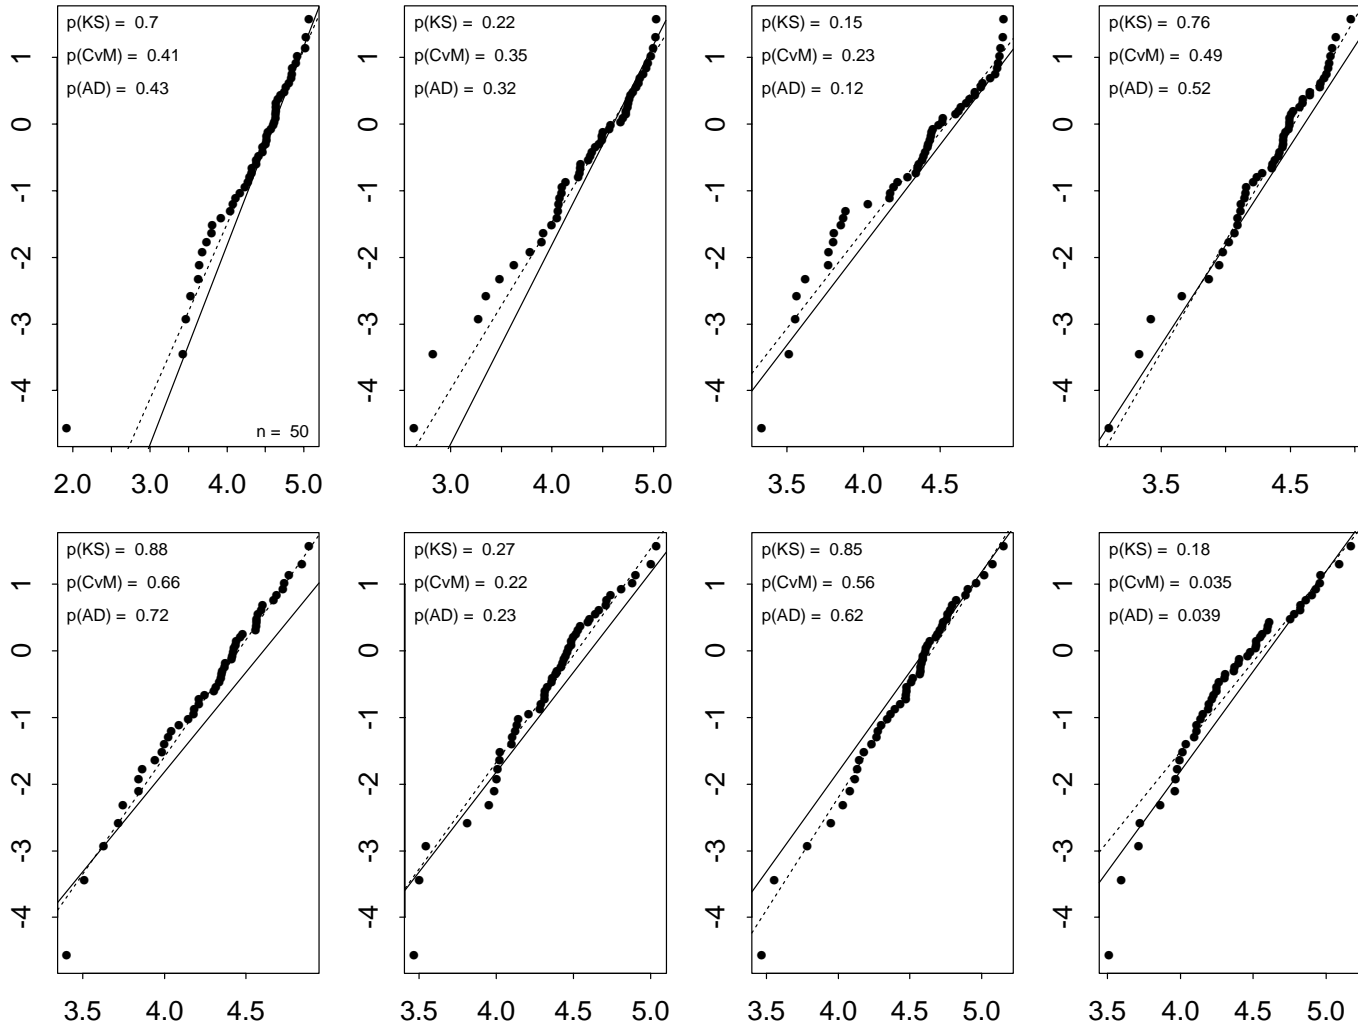 p(KS) = 0.7
p(CvM) = 0.41
p(AD) = 0.43
n = 50
1
0
-1
-2
-3
-4
2.0 3.0 4.0 5.0
p(KS) = 0.22
p(CvM) = 0.35
p(AD) = 0.32
1
0
-1
-2
-3
-4
3.0 4.0 5.0
p(KS) = 0.15
p(CvM) = 0.23
p(AD) = 0.12
1
0
-1
-2
-3
-4
3.5 4.0 4.5
p(KS) = 0.76
p(CvM) = 0.49
p(AD) = 0.52
1
0
-1
-2
-3
-4
3.5 4.5
p(KS) = 0.88
p(CvM) = 0.66
p(AD) = 0.72
1
0
-1
-2
-3
-4
3.5 4.0 4.5
p(KS) = 0.27
p(CvM) = 0.22
p(AD) = 0.23
1
0
-1
-2
-3
-4
3.5 4.0 4.5 5.0
p(KS) = 0.85
p(CvM) = 0.56
p(AD) = 0.62
1
0
-1
-2
-3
-4
3.5 4.0 4.5 5.0
p(KS) = 0.18
p(CvM) = 0.035
p(AD) = 0.039
1
0
-1
-2
-3
-4
3.5 4.0 4.5 5.0